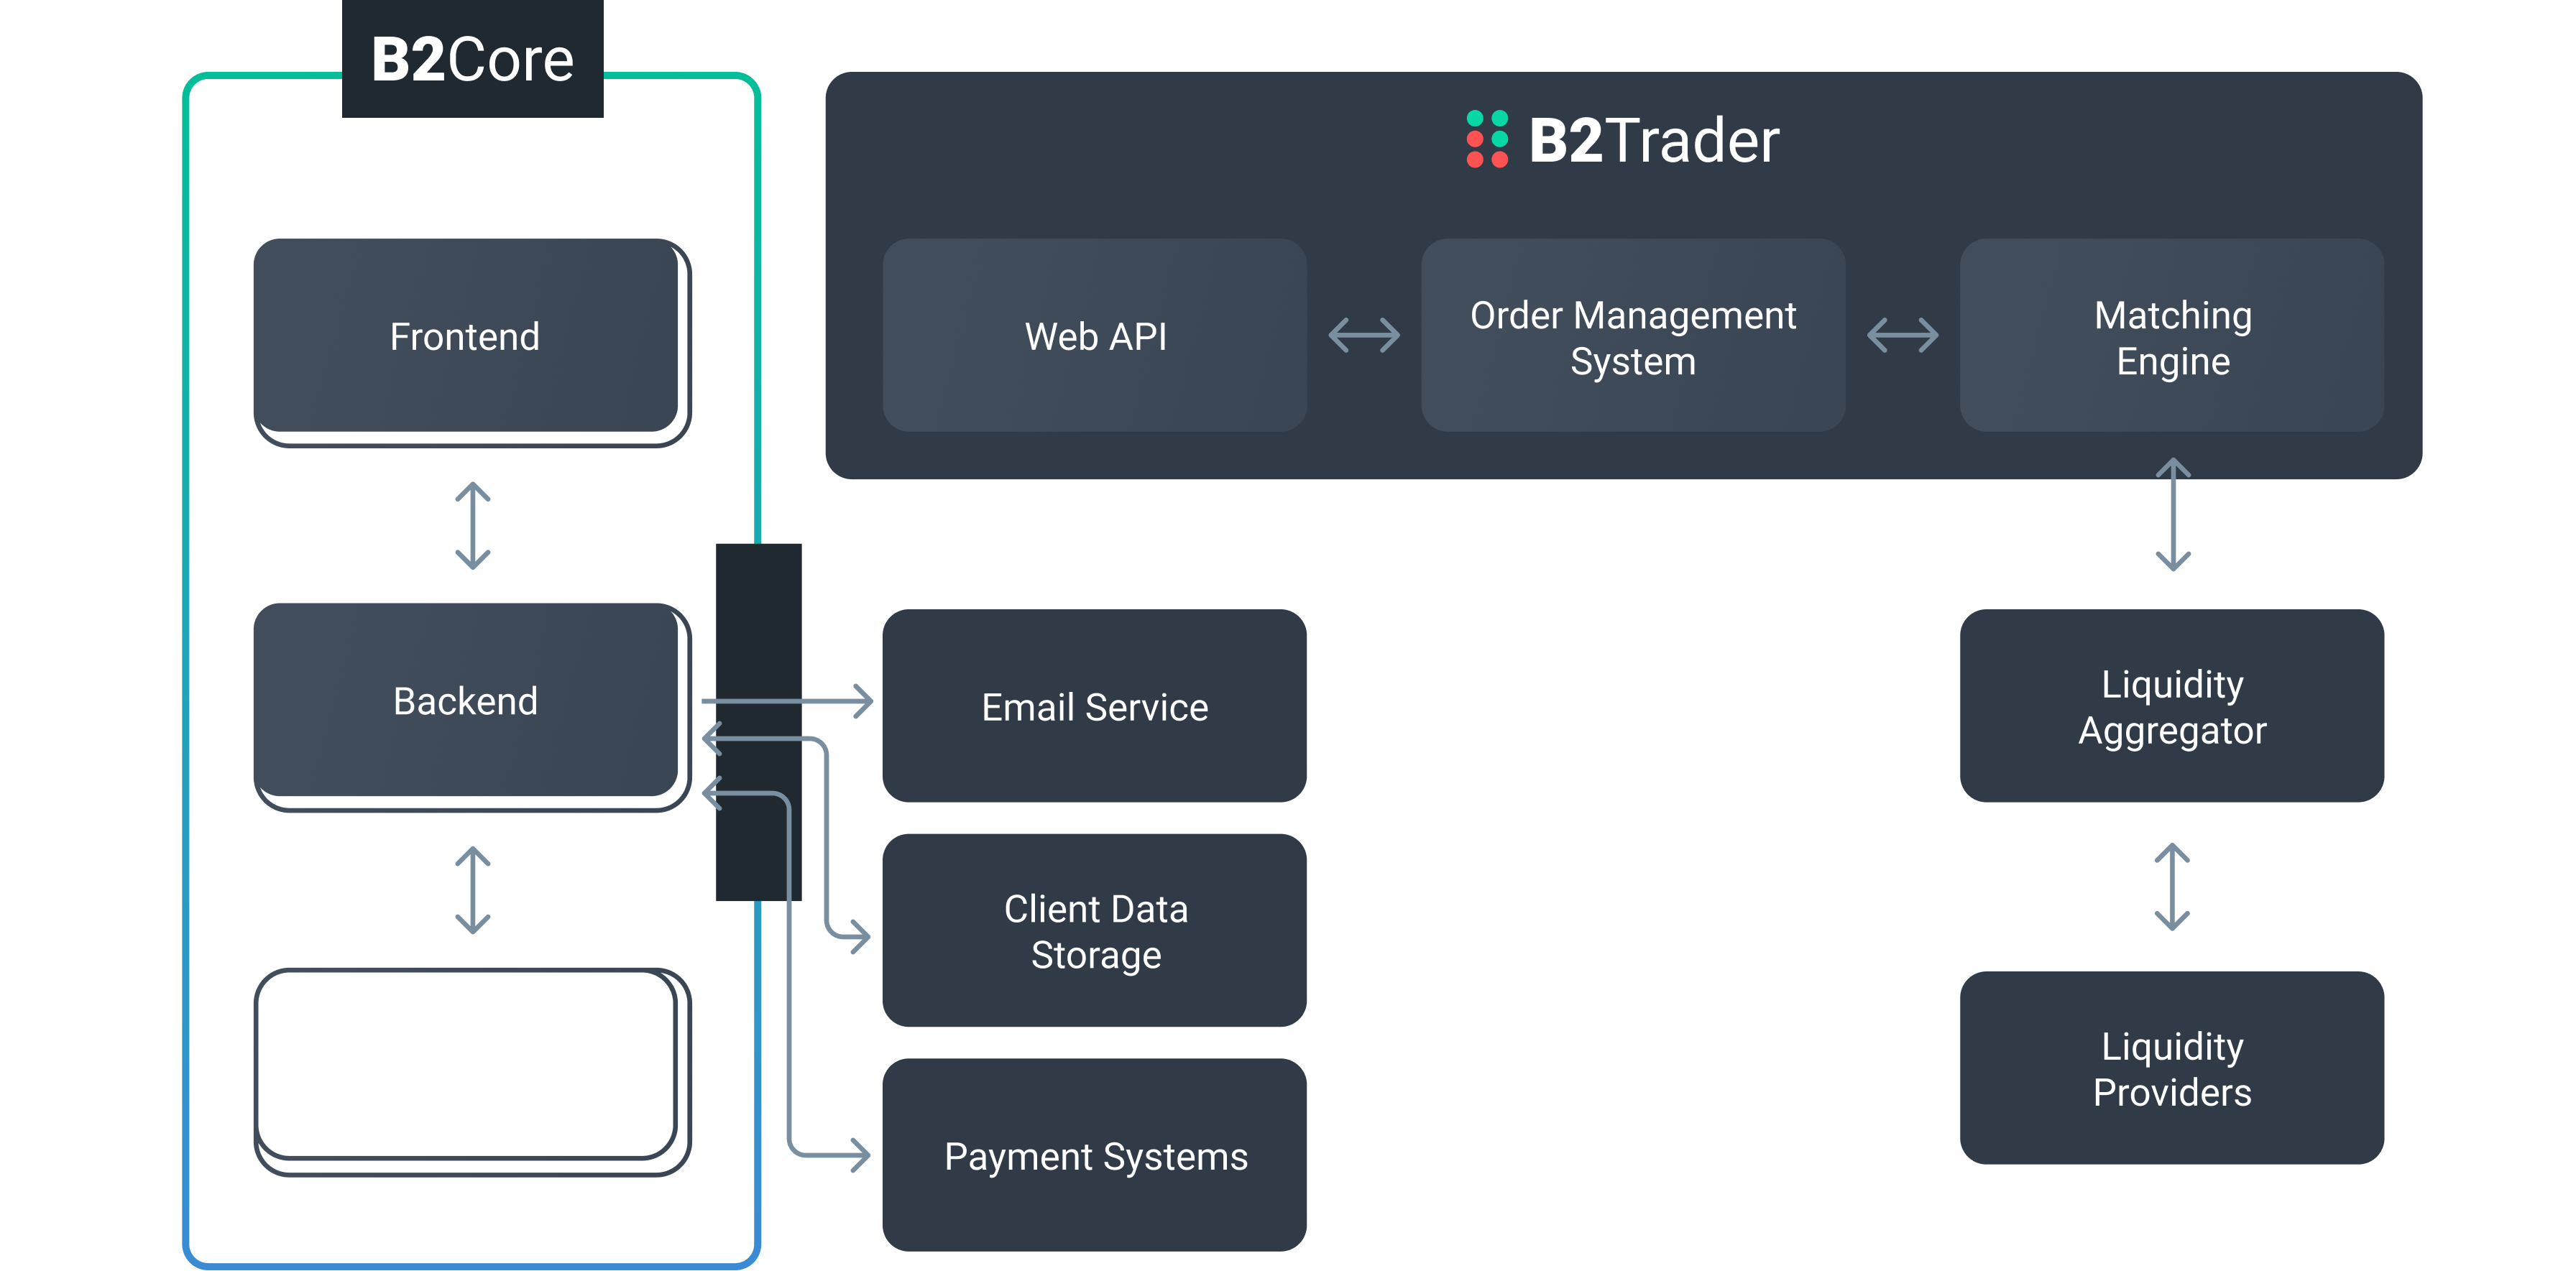 B2Core
B2Trader
Frontend
Web API
Order Management
System
Matching
Engine
Backend
Email Service
Liquidity
Aggregator
Client Data
Storage
Liquidity
Providers
Payment Systems